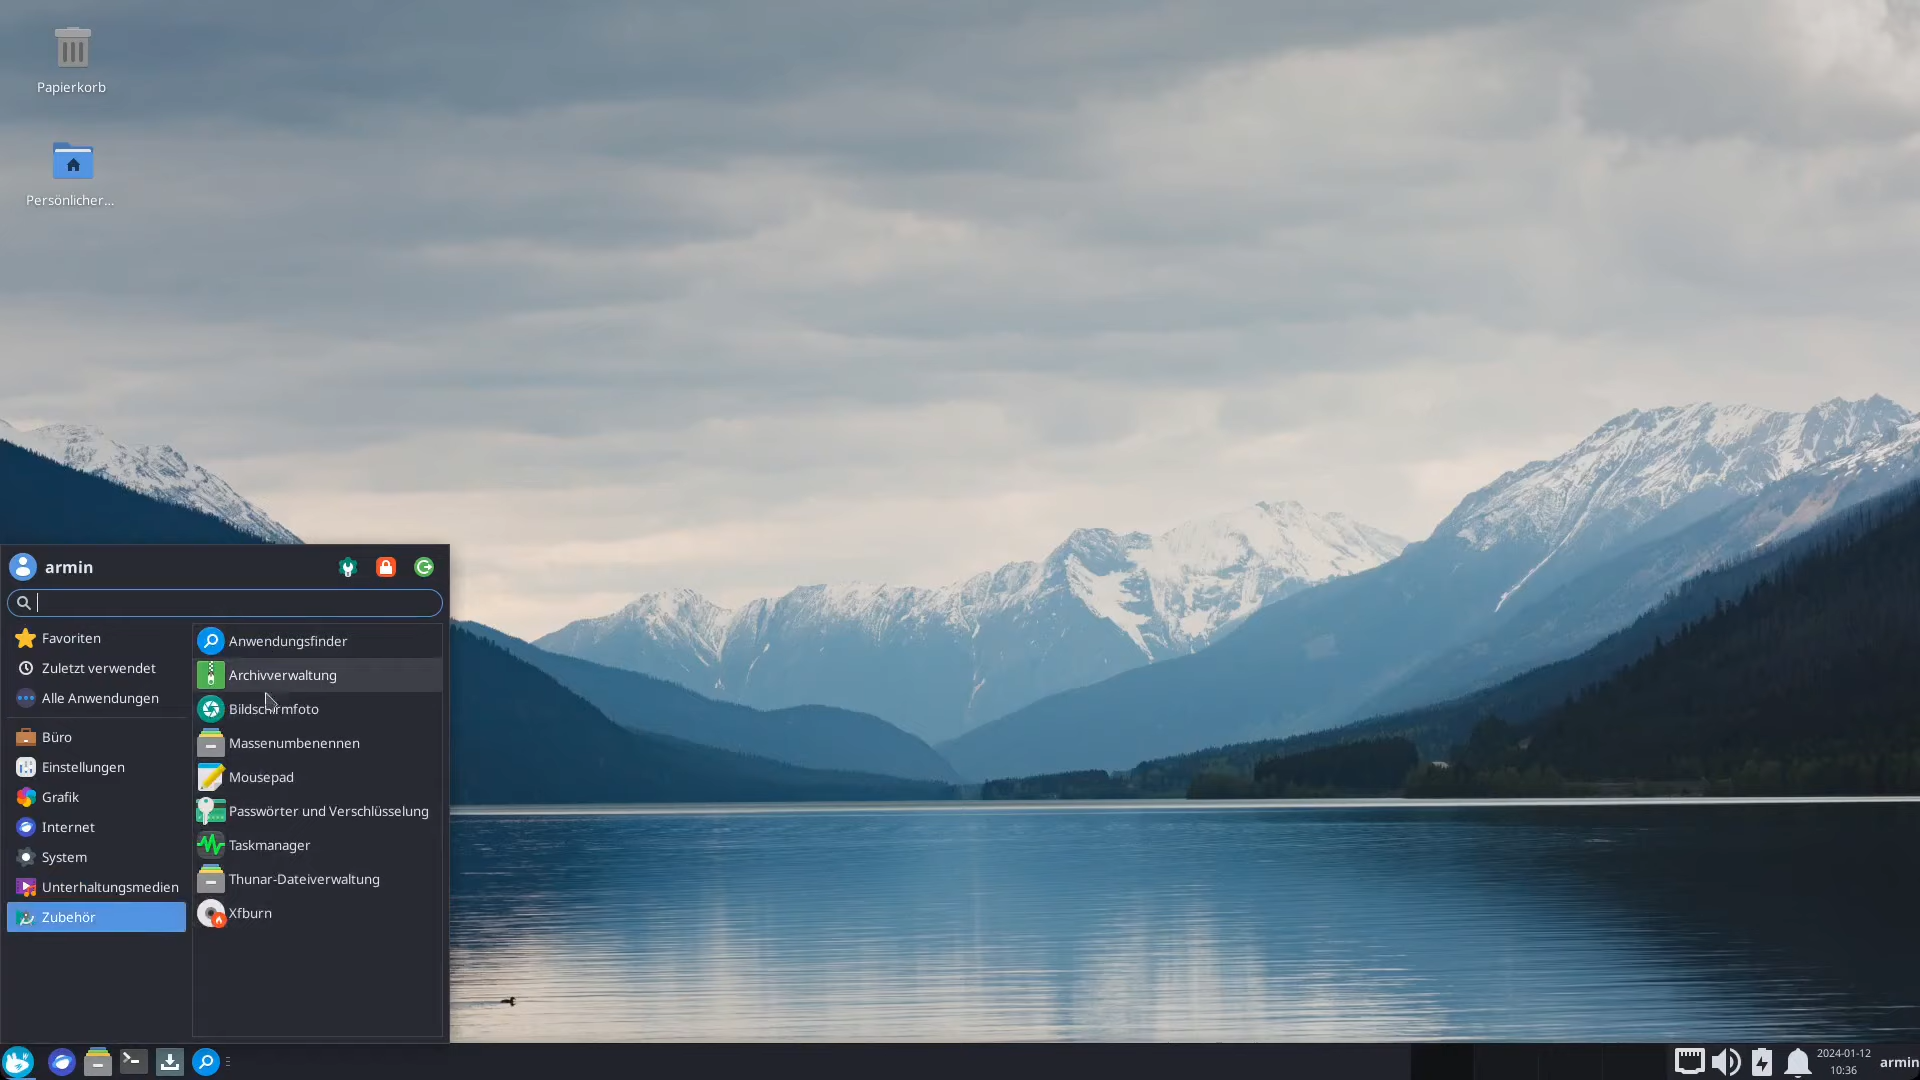 Papierkorb
Persönlicher...
armin
Favoriten
Zuletzt verwendet
Alle Anwendungen
Büro
Einstellungen
Grafik
Internet
System
Unterhaltungsmedien
Zubehör
Anwendungsfinder
Archivverwaltung
Bildschirmfoto
Massenumbenennen
Mousepad
Passwörter und Verschlüsselung
Taskmanager
Thunar-Dateiverwaltung
Xfburn
2024-01-12
10:36
armin